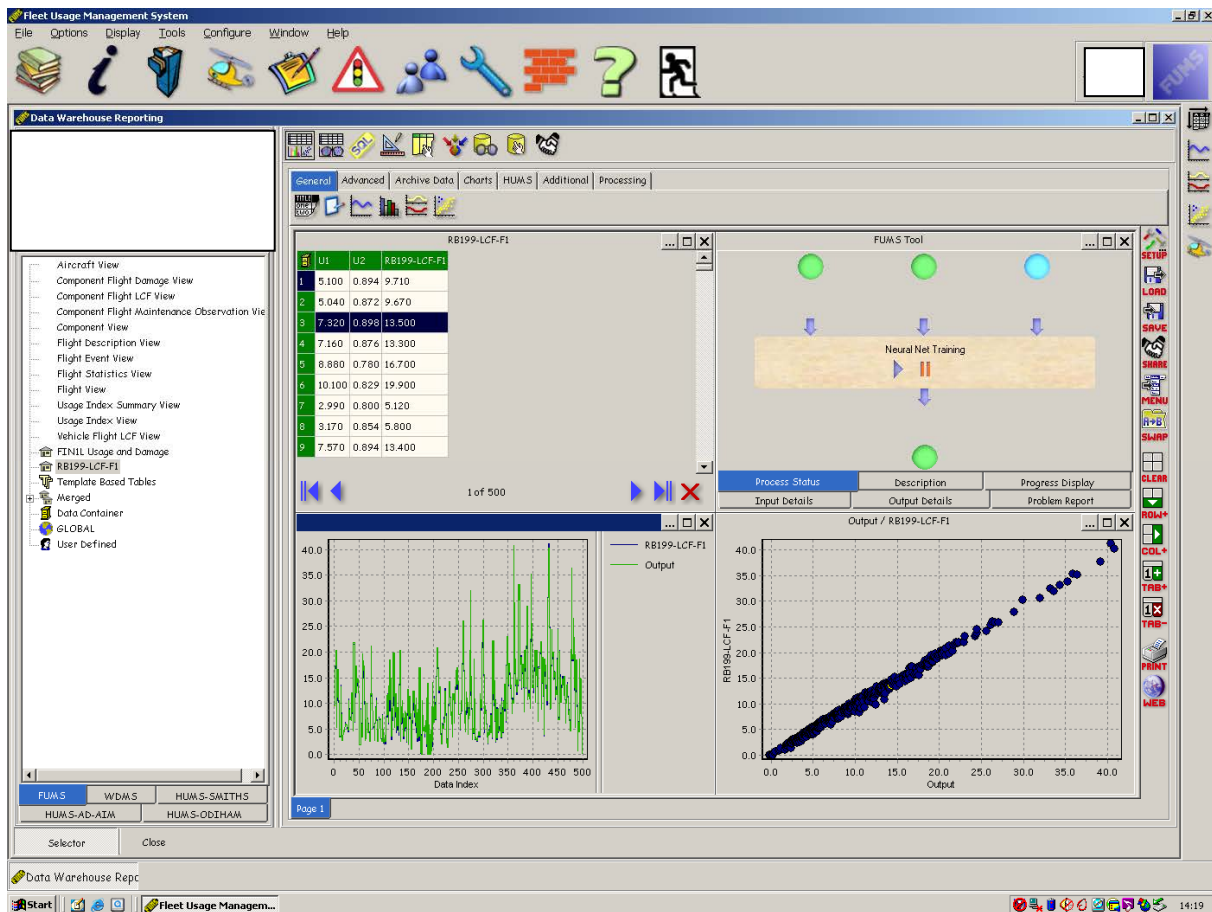 Fleet Usage Management System
File Options Display Tools Configure Window Help
FUMS
Data Warehouse Reporting
SQL
General Advanced Archive Data Charts HUMS Additional Processing
Aircraft View
Component Flight Damage View
Component Flight LCF View
Component Flight Maintenance Observation Vie
Component View
Flight Description View
Flight Event View
Flight Statistics View
Flight View
Usage Index Summary View
Usage Index View
Vehicle Flight LCF View
FIN1L Usage and Damage
RB199-LCF-F1
Template Based Tables
Merged
Data Container
GLOBAL
User Defined
FUMS WDMS HUMS-SMITHS
HUMS-AD-AIM HUMS-ODIHAM
RB199-LCF-F1
U1 U2 RB199-LCF-F1
1 5.100 0.894 9.710
2 5.040 0.872 9.670
3 7.320 0.898 13.500
4 7.160 0.876 13.300
5 8.880 0.780 16.700
6 10.100 0.829 19.900
7 2.990 0.800 5.120
8 3.170 0.854 5.800
9 7.570 0.894 13.400
1 of 500
FUMS Tool
Neural Net Training
Process Status Description Progress Display
Input Details Output Details Problem Report
RB199-LCF-F1
Output
40.0
35.0
30.0
25.0
20.0
15.0
10.0
5.0
0.0
0 50 100 150 200 250 300 350 400 450 500
Data Index
Output / RB199-LCF-F1
RB199-LCF-F1
40.0
35.0
30.0
25.0
20.0
15.0
10.0
5.0
0.0
0.0 5.0 10.0 15.0 20.0 25.0 30.0 35.0 40.0
Output
SETUP
LOAD
SAVE
SHARE
MENU
A+B
SWAP
CLEAR
ROW+
COL+
TAB+
TAB-
PRINT
WEB
Page 1
Selector Close
Data Warehouse Repc
Start Fleet Usage Managem... 14:19